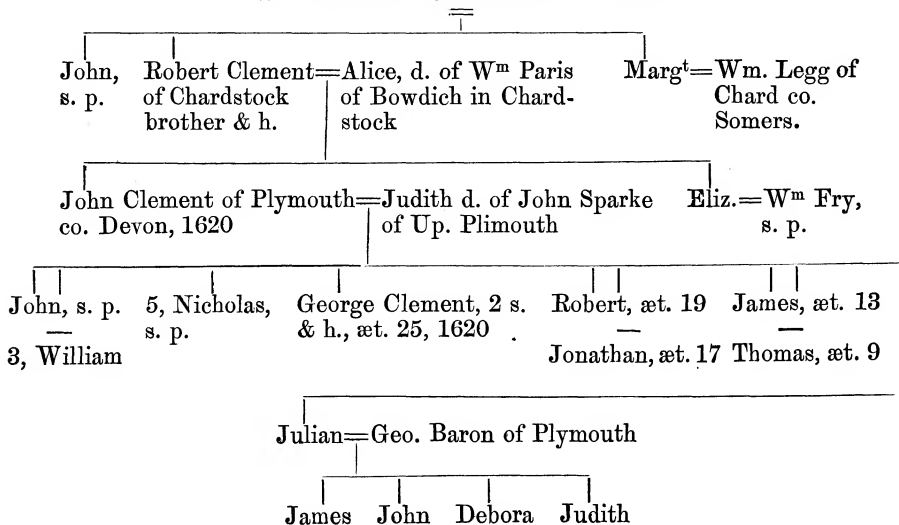 John,
s. p.
Robert Clement=Alice, d. of Wᵐ Paris
of Chardstock of Bowdich in Chard-
brother & h. stock
Margᵗ=Wm. Legg of
Chard co.
Somers.
John Clement of Plymouth=Judith d. of John Sparke
co. Devon, 1620 of Up. Plimouth
Eliz.=Wᵐ Fry,
s. p.
John, s. p.
3, William
5, Nicholas,
s. p.
George Clement, 2 s.
& h., æt. 25, 1620
Robert, æt. 19
Jonathan, æt. 17
James, æt. 13
Thomas, æt. 9
Julian=Geo. Baron of Plymouth
James John Debora Judith